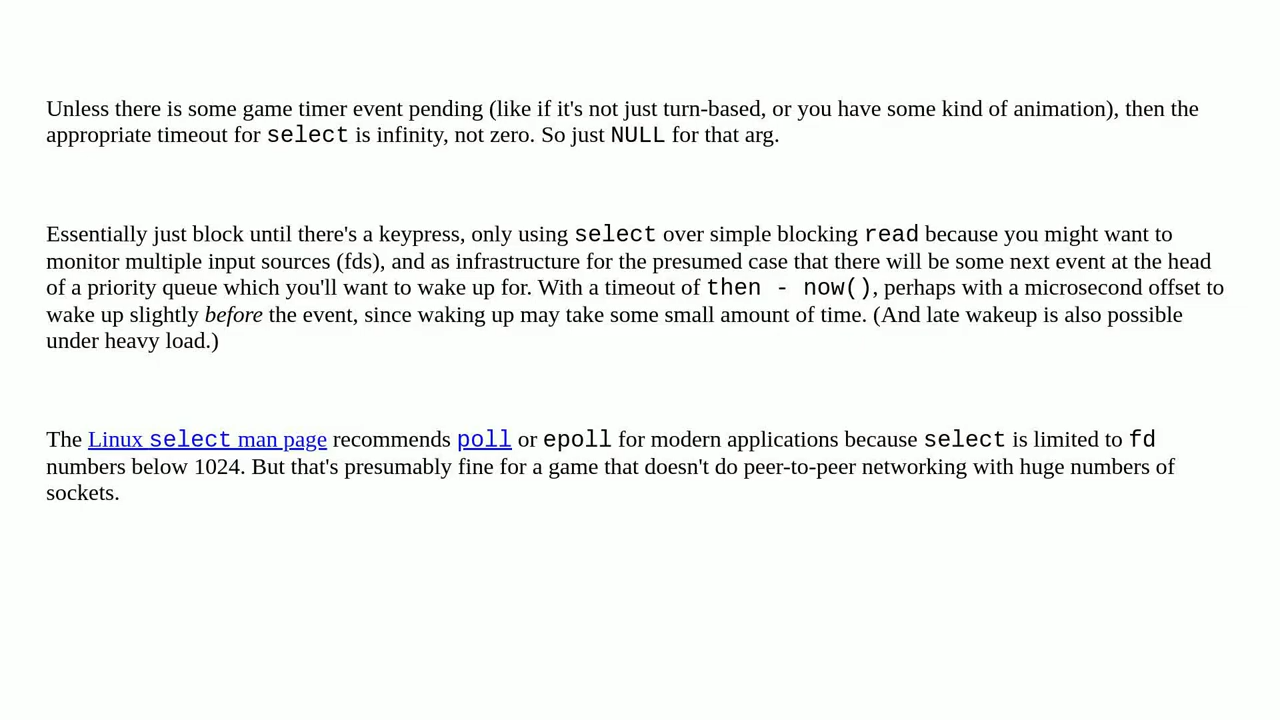 Unless there is some game timer event pending (like if it's not just turn-based, or you have some kind of animation), then the
appropriate timeout for select is infinity, not zero. So just NULL for that arg.
Essentially just block until there's a keypress, only using select over simple blocking read because you might want to
monitor multiple input sources (fds), and as infrastructure for the presumed case that there will be some next event at the head
of a priority queue which you'll want to wake up for. With a timeout of then - now(), perhaps with a microsecond offset to
wake up slightly before the event, since waking up may take some small amount of time. (And late wakeup is also possible
under heavy load.)
The Linux select man page recommends poll or epoll for modern applications because select is limited to fd
numbers below 1024. But that's presumably fine for a game that doesn't do peer-to-peer networking with huge numbers of
sockets.